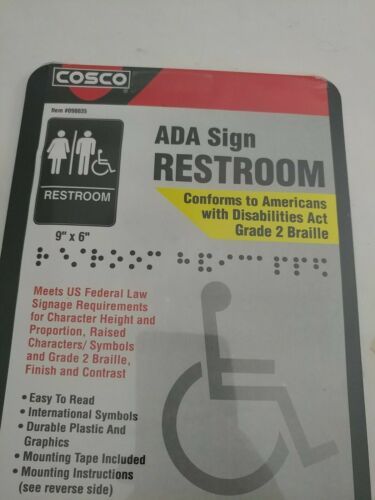 COSCO
Item #098035
ADA Sign
RESTROOM
RESTROOM
9" x 6"
Conforms to Americans
with Disabilities Act
Grade 2 Braille
Meets US Federal Law
Signage Requirements
for Character Height and
Proportion, Raised
Characters/ Symbols
and Grade 2 Braille,
Finish and Contrast
• Easy To Read
• International Symbols
• Durable Plastic And
Graphics
• Mounting Tape Included
• Mounting Instructions
(see reverse side)